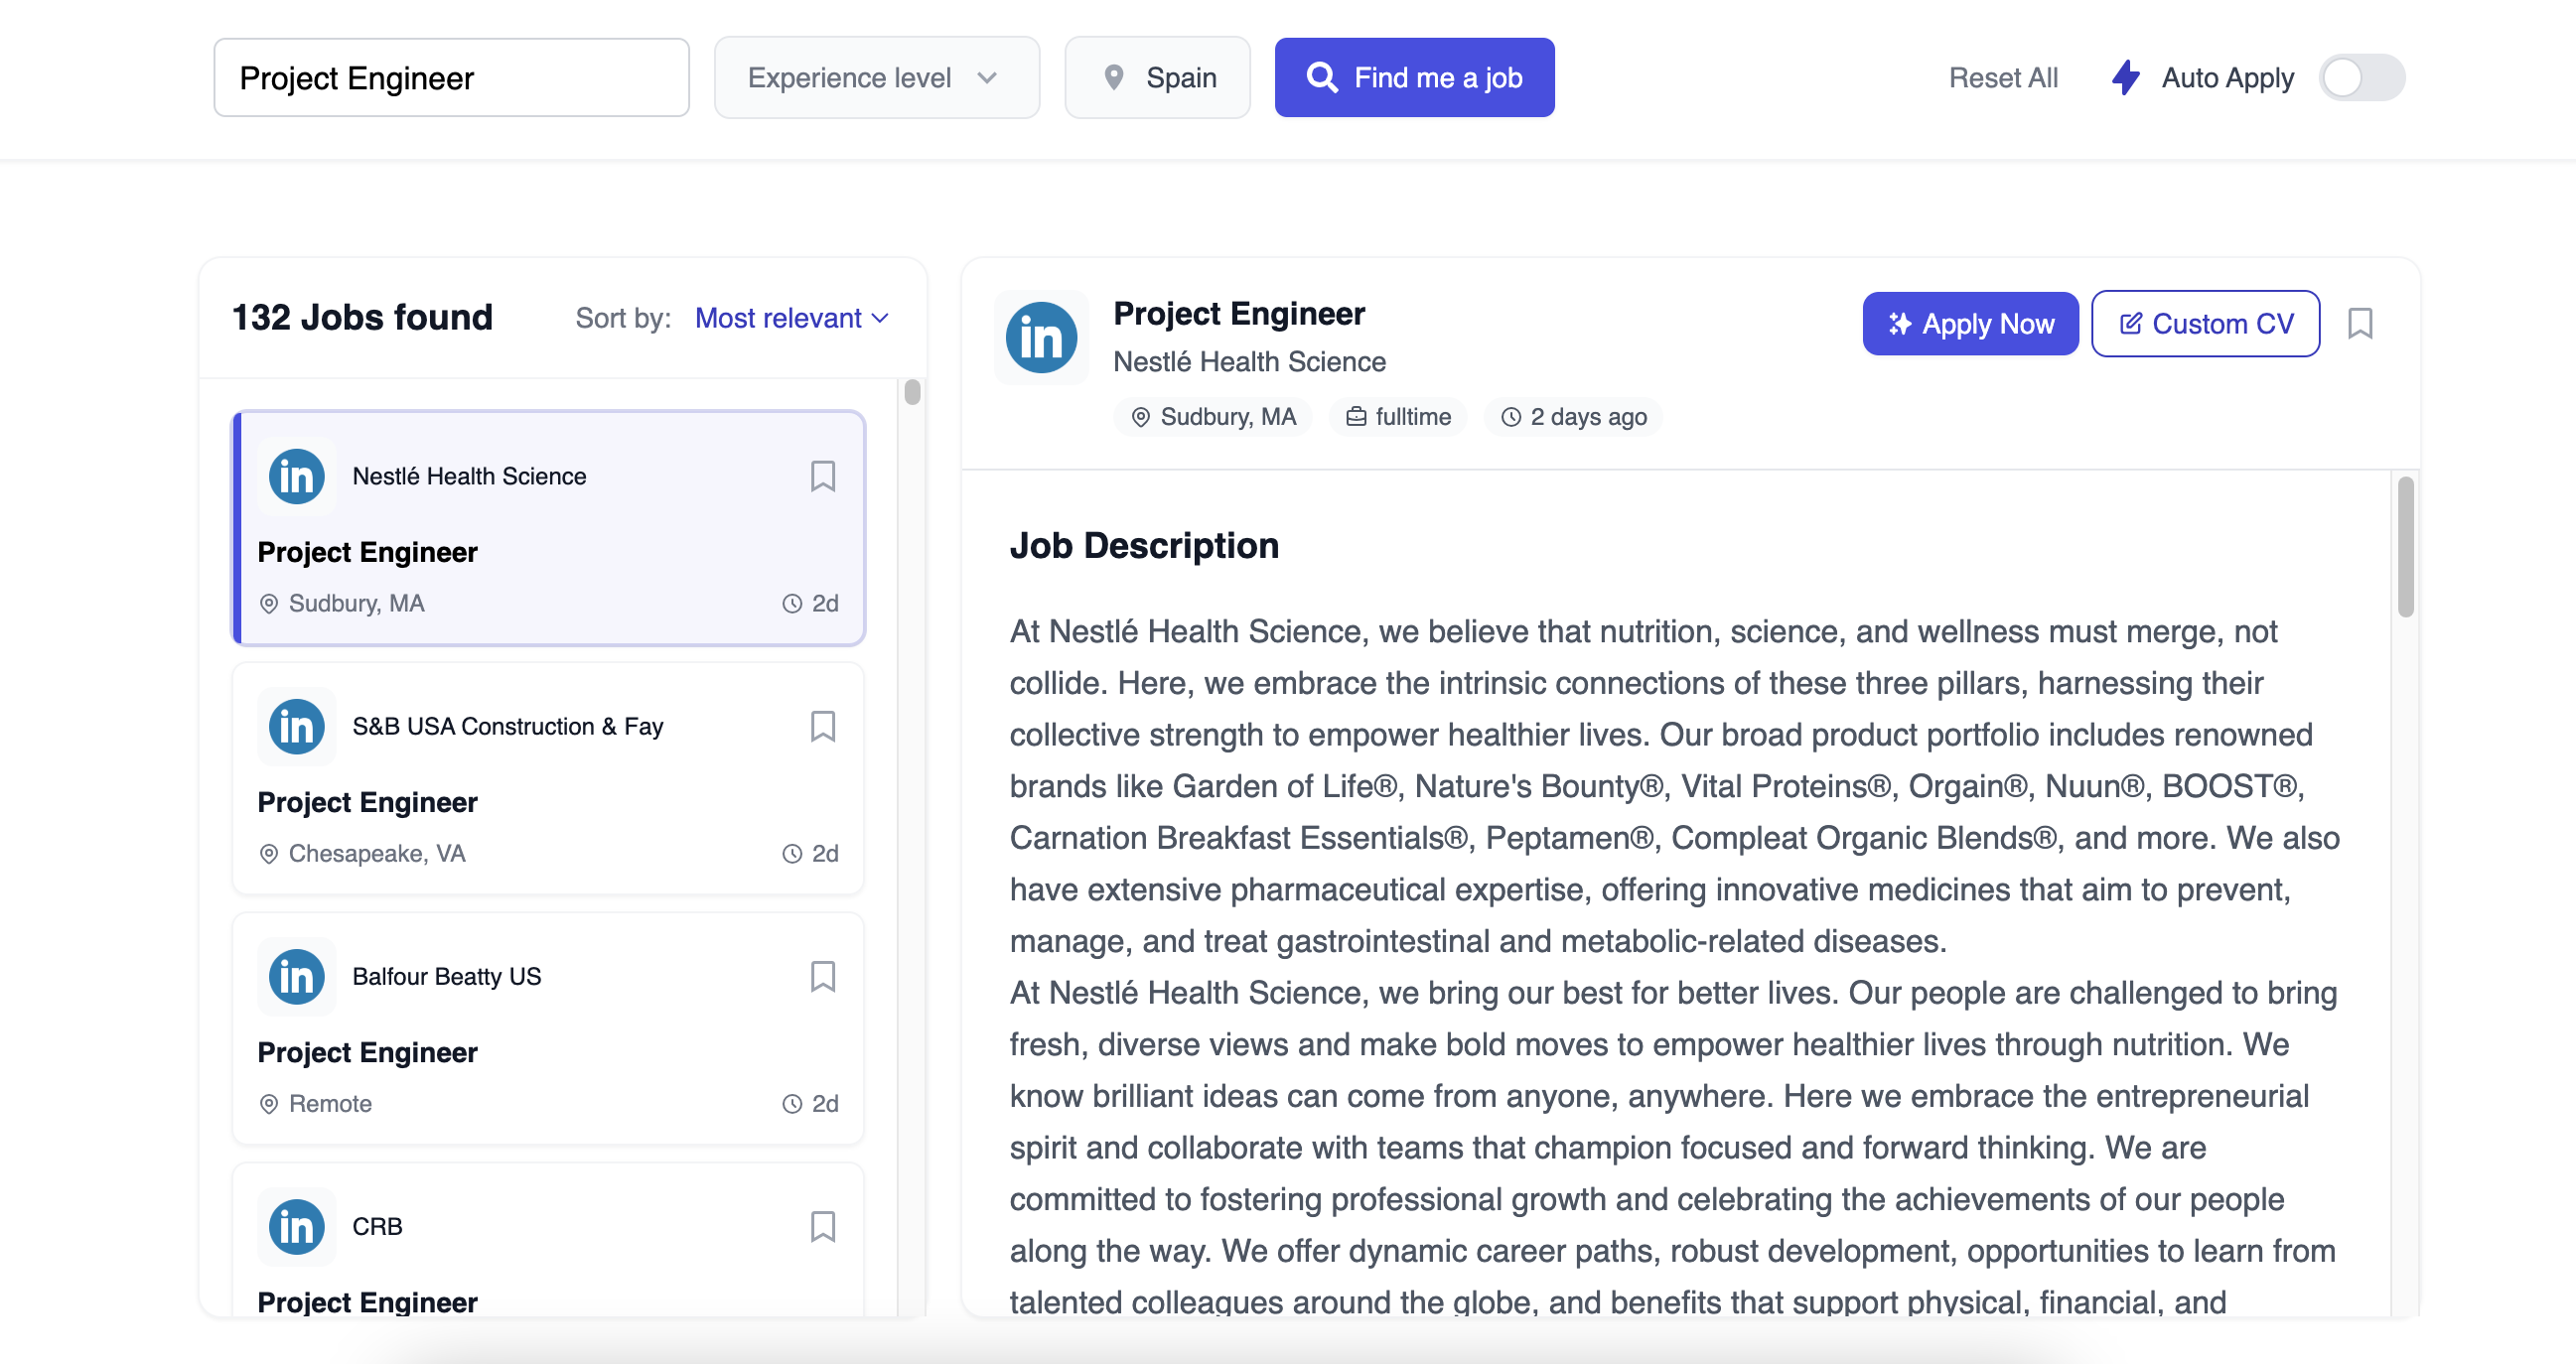 Project Engineer
Experience level
Spain
Find me a job
Reset All
Auto Apply
132 Jobs found
Sort by: Most relevant
in
Nestlé Health Science
Project Engineer
Sudbury, MA
2d
in
S&B USA Construction & Fay
Project Engineer
Chesapeake, VA
2d
in
Balfour Beatty US
Project Engineer
Remote
2d
in
CRB
Project Engineer
in
Project Engineer
Nestlé Health Science
Sudbury, MA
fulltime
2 days ago
Apply Now
Custom CV
Job Description
At Nestlé Health Science, we believe that nutrition, science, and wellness must merge, not
collide. Here, we embrace the intrinsic connections of these three pillars, harnessing their
collective strength to empower healthier lives. Our broad product portfolio includes renowned
brands like Garden of Life®, Nature's Bounty®, Vital Proteins®, Orgain®, Nuun®, BOOST®,
Carnation Breakfast Essentials®, Peptamen®, Compleat Organic Blends®, and more. We also
have extensive pharmaceutical expertise, offering innovative medicines that aim to prevent,
manage, and treat gastrointestinal and metabolic-related diseases.
At Nestlé Health Science, we bring our best for better lives. Our people are challenged to bring
fresh, diverse views and make bold moves to empower healthier lives through nutrition. We
know brilliant ideas can come from anyone, anywhere. Here we embrace the entrepreneurial
spirit and collaborate with teams that champion focused and forward thinking. We are
committed to fostering professional growth and celebrating the achievements of our people
along the way. We offer dynamic career paths, robust development, opportunities to learn from
talented colleagues around the globe, and benefits that support physical, financial, and